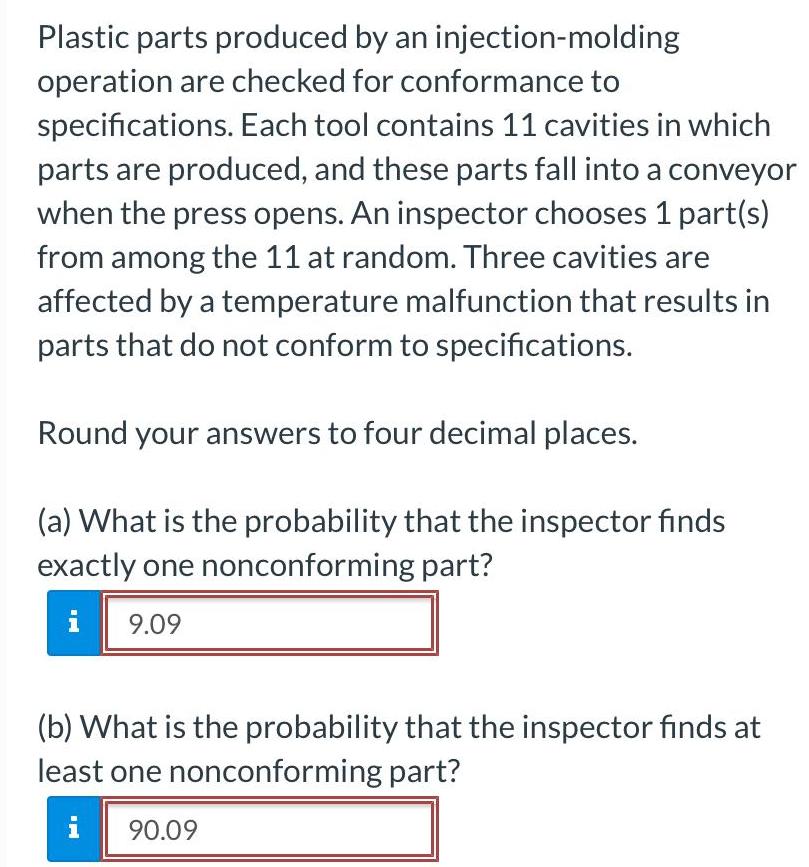 Plastic parts produced by an injection-molding
operation are checked for conformance to
specifications. Each tool contains 11 cavities in which
parts are produced, and these parts fall into a conveyor
when the press opens. An inspector chooses 1 part(s)
from among the 11 at random. Three cavities are
affected by a temperature malfunction that results in
parts that do not conform to specifications.
Round your answers to four decimal places.
(a) What is the probability that the inspector finds
exactly one nonconforming part?
i 9.09
(b) What is the probability that the inspector finds at
least one nonconforming part?
i 90.09